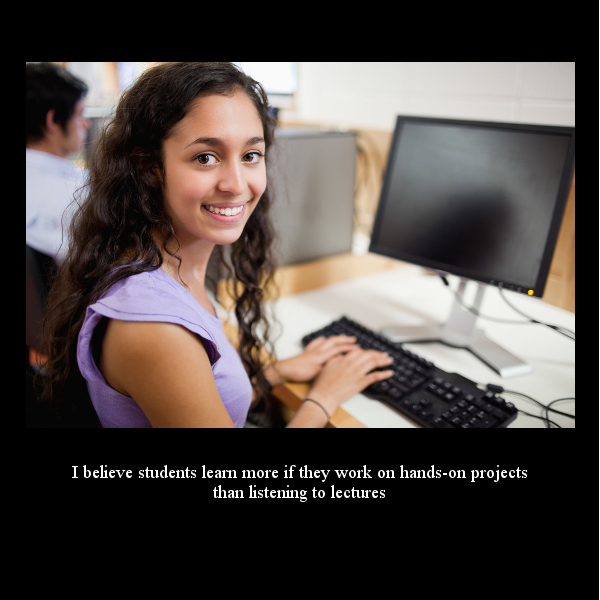 I believe students learn more if they work on hands-on projects
than listening to lectures